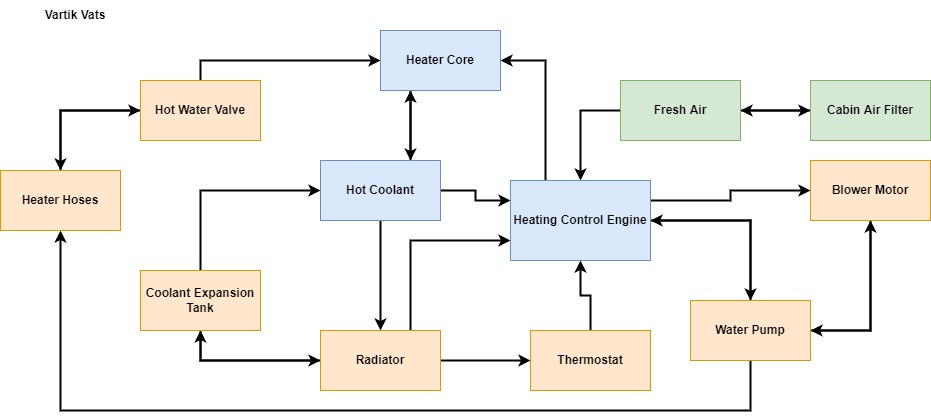 Vartik Vats
Heater Core
Hot Water Valve
Fresh Air
Cabin Air Filter
Heater Hoses
Hot Coolant
Heating Control Engine
Blower Motor
Coolant Expansion
Tank
Radiator
Thermostat
Water Pump